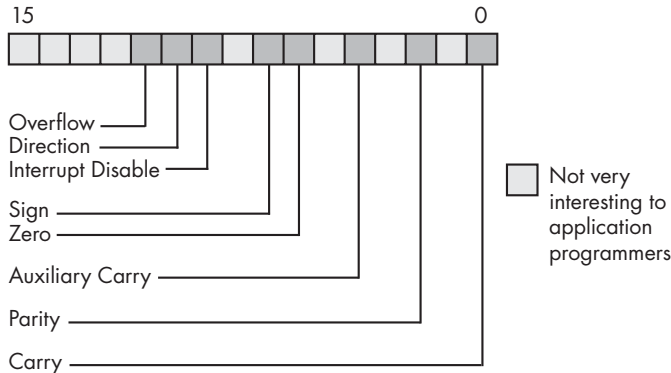 15
0
Overflow
Direction
Interrupt Disable
Sign
Zero
Auxiliary Carry
Parity
Carry
Not very
interesting to
application
programmers